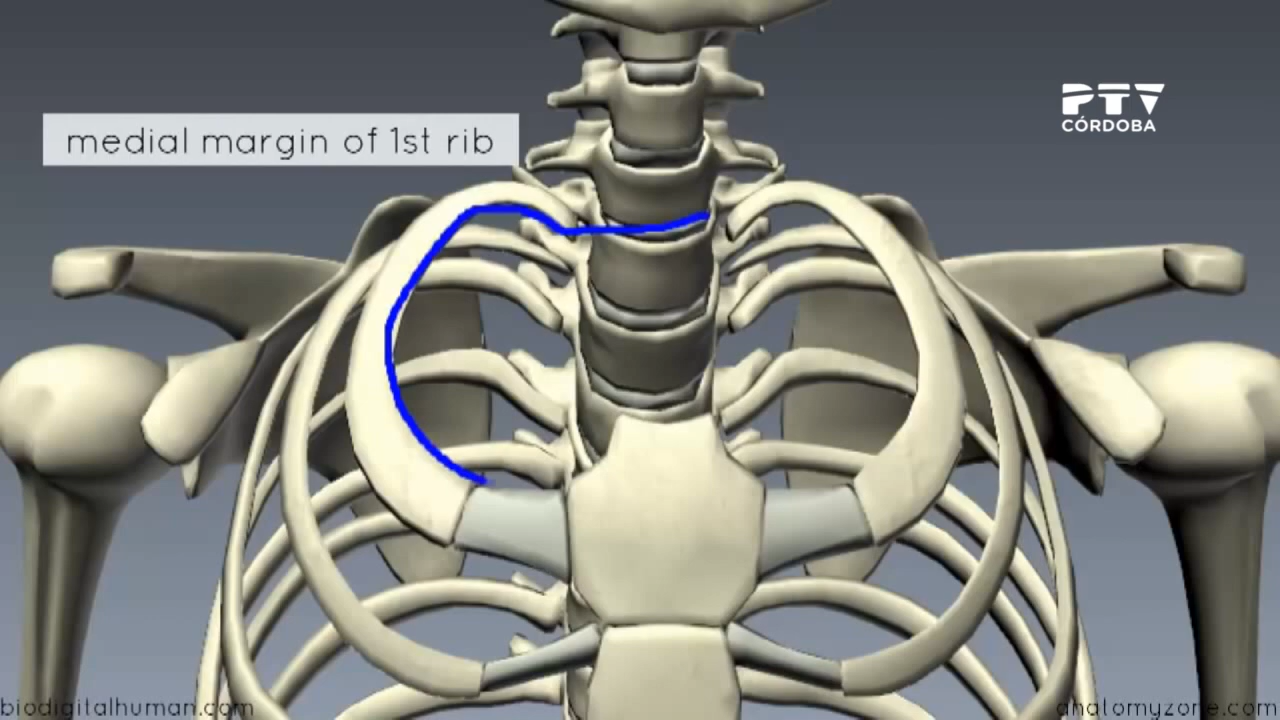 PTV
CÓRDOBA
medial margin of 1st rib
biodigitalhuman.com
anatomyzone.com